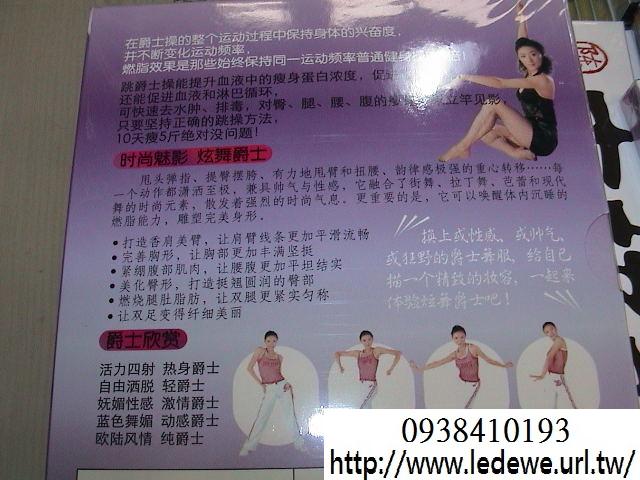 在爵士操的整个运动过程中保持身体的兴奋度,
并不断变化运动频率,
燃脂效果是那些始终保持同一运动频率普通健身
跳爵士操能提升血液中的瘦身蛋白浓度, 促进
还能促进血液和淋巴循环,
可快速去水肿、排毒, 对臀、腿、腰、腹的 立竿见影,
只要坚持正确的跳操方法,
10天瘦5斤绝对没问题!
时尚魅影 炫舞爵士
甩头弹指、提臀摆胯、有力地甩臂和扭腰、韵律感极强的重心转移……每
一个动作都潇洒至极, 兼具帅气与性感, 它融合了街舞、拉丁舞、芭蕾和现代
舞的时尚元素, 散发着强烈的时尚气息。更重要的是, 它可以唤醒体内沉睡的
燃脂能力, 雕塑完美身形。
•打造香肩美臂, 让肩臂线条更加平滑流畅
•完善胸形, 让胸部更加丰满坚挺
•紧绷腹部肌肉, 让腰腹更加平坦结实
•美化臀形, 打造挺翘圆润的臀部
•燃烧腿肚脂肪, 让双腿更紧实匀称
•让双足变得纤细美丽
换上或性感、或帅气、
或狂野的爵士舞服, 给自己
描一个精致的妆容, 一起来
体验炫舞爵士吧!
爵士欣赏
活力四射 热身爵士
自由洒脱 轻爵士
妩媚性感 激情爵士
蓝色舞媚 动感爵士
欧陆风情 纯爵士
0938410193
http://www.ledewe.url.tw/